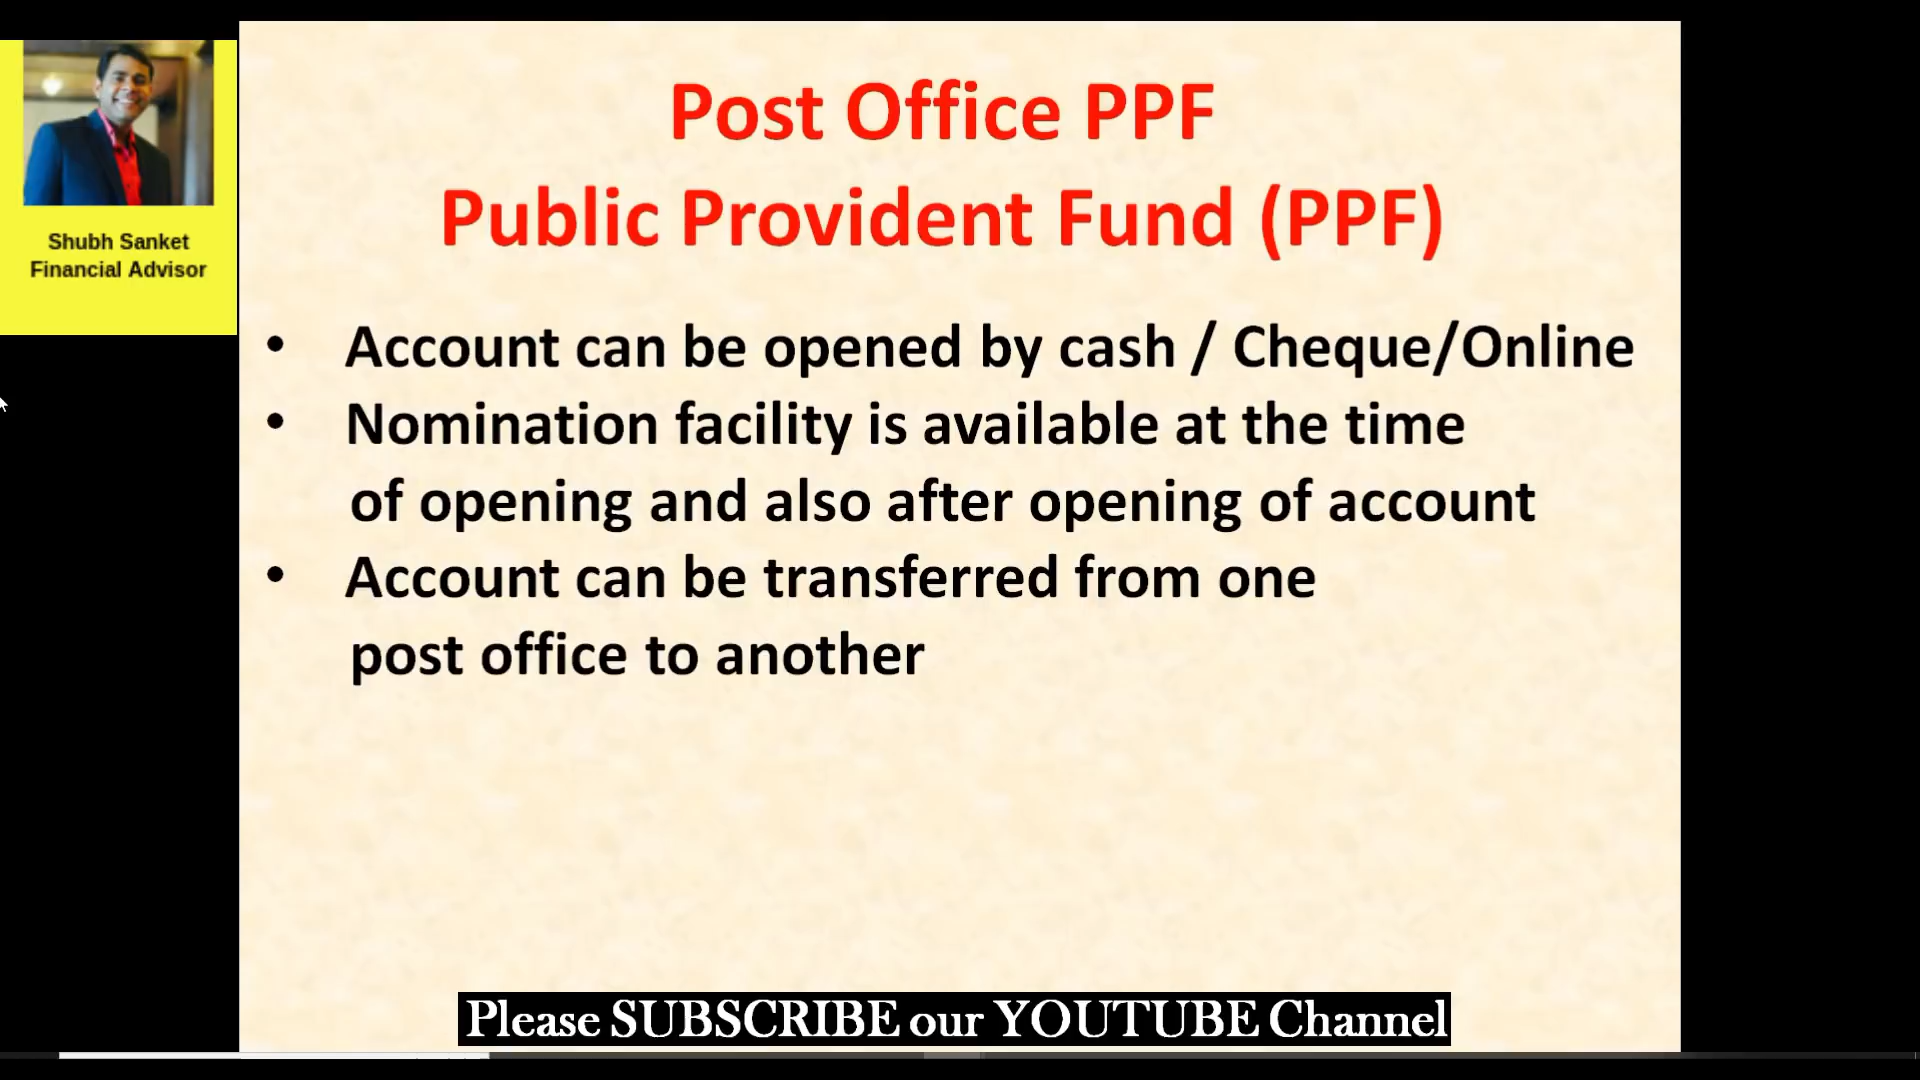 Shubh Sanket
Financial Advisor
Post Office PPF
Public Provident Fund (PPF)
• Account can be opened by cash / Cheque/Online
• Nomination facility is available at the time
of opening and also after opening of account
• Account can be transferred from one
post office to another
Please SUBSCRIBE our YOUTUBE Channel